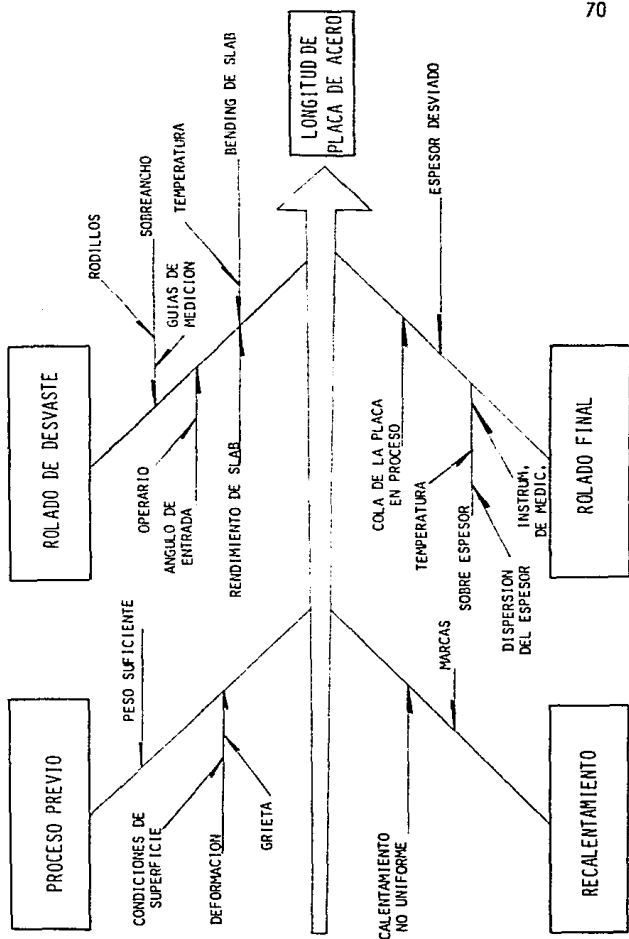 70
PROCESO PREVIO
PESO SUFICIENTE
CONDICIONES DE
SUPERFICIE
DEFORMACION
GRIETA
ROLADO DE DESVASTE
RODILLOS
SOBREANCHO
GUIAS DE
MEDICION
OPERARIO
ANGULO DE
ENTRADA
TEMPERATURA
RENDIMIENTO DE SLAB
BENDING DE SLAB
LONGITUD DE
PLACA DE ACERO
RECALENTAMIENTO
CALENTAMIENTO
NO UNIFORME
MARCAS
ROLADO FINAL
COLA DE LA PLACA
EN PROCESO
ESPESOR DESVIADO
TEMPERATURA
SOBRE ESPESOR
DISPERSION
DEL ESPESOR
INSTRUM.
DE MEDIC.